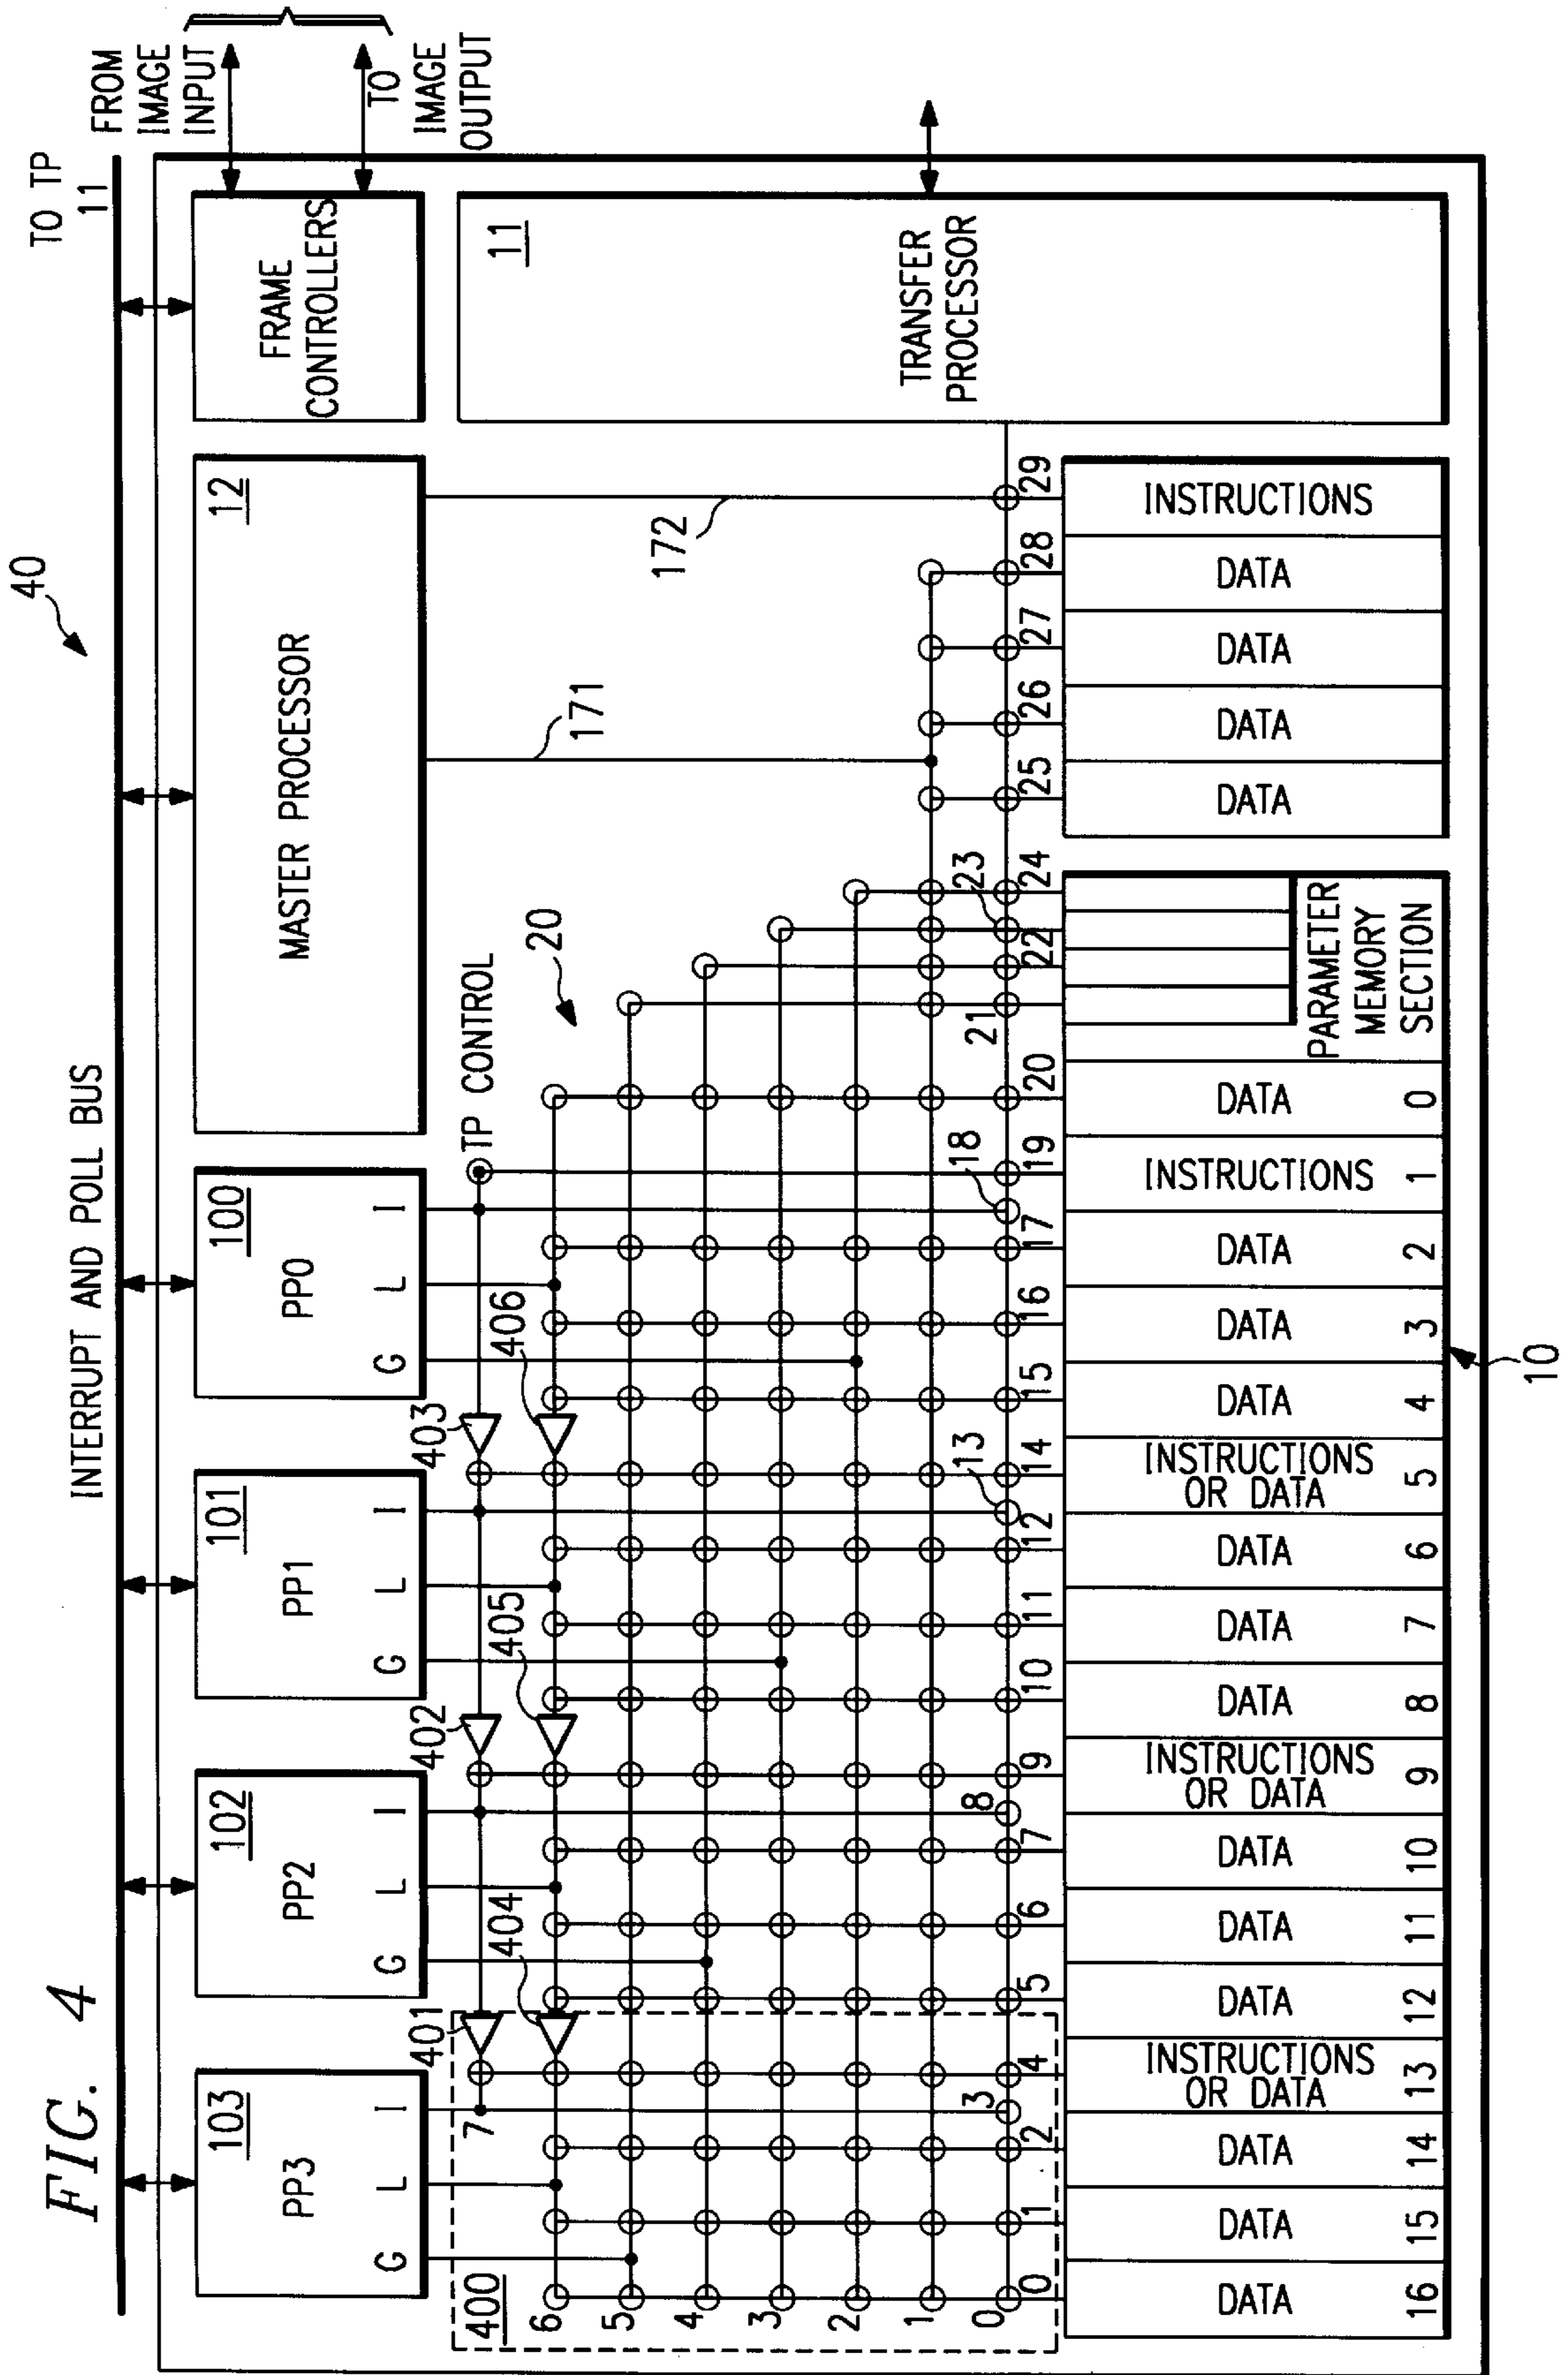 FIG. 4
40
INTERRUPT AND POLL BUS
TO TP
11
FROM
IMAGE
INPUT
TO
IMAGE
OUTPUT
103
PP3
G L I
102
PP2
G L I
101
PP1
G L I
100
PP0
G L I
12
MASTER PROCESSOR
FRAME
CONTROLLERS
11
TRANSFER
PROCESSOR
400
401
402
403
TP CONTROL
404
405
406
20
171
172
7
6
5
4
3
2
1
0
0
1
2
3
4
5
6
7
8
9
10
11
12
13
14
15
16
17
18
19
20
21
22
23
24
25
26
27
28
29
DATA
16
DATA
15
DATA
14
INSTRUCTIONS
OR DATA
13
DATA
12
DATA
11
DATA
10
INSTRUCTIONS
OR DATA
9
DATA
8
DATA
7
DATA
6
INSTRUCTIONS
OR DATA
5
DATA
4
DATA
3
DATA
2
INSTRUCTIONS
1
DATA
0
PARAMETER
MEMORY
SECTION
DATA
DATA
DATA
DATA
INSTRUCTIONS
10